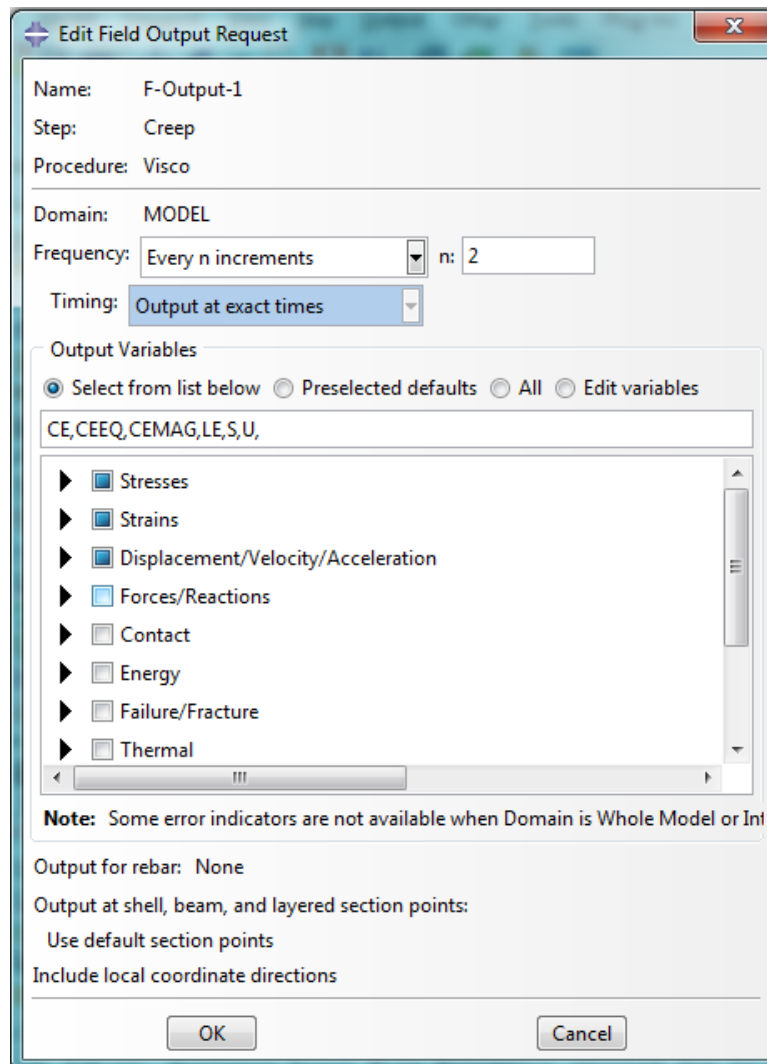 Edit Field Output Request
X
Name: F-Output-1
Step: Creep
Procedure: Visco
Domain: MODEL
Frequency: Every n increments n: 2
Timing: Output at exact times
Output Variables
Select from list below Preselected defaults All Edit variables
CE,CEEQ,CEMAG,LE,S,U,
Stresses
Strains
Displacement/Velocity/Acceleration
Forces/Reactions
Contact
Energy
Failure/Fracture
Thermal
Note: Some error indicators are not available when Domain is Whole Model or Int
Output for rebar: None
Output at shell, beam, and layered section points:
Use default section points
Include local coordinate directions
OK Cancel